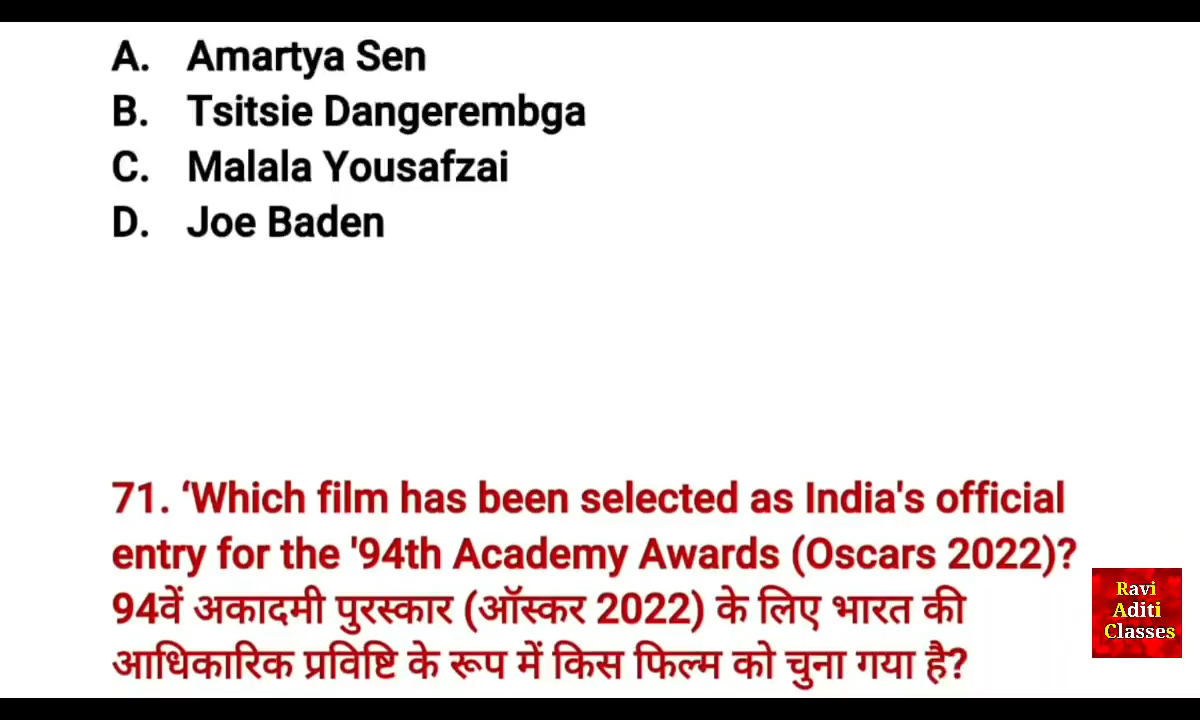 A. Amartya Sen
B. Tsitsie Dangerembga
C. Malala Yousafzai
D. Joe Baden
71. ‘Which film has been selected as India's official
entry for the '94th Academy Awards (Oscars 2022)?
94वें अकादमी पुरस्कार (ऑस्कर 2022) के लिए भारत की
आधिकारिक प्रविष्टि के रूप में किस फिल्म को चुना गया है?
Ravi
Aditi
Classes